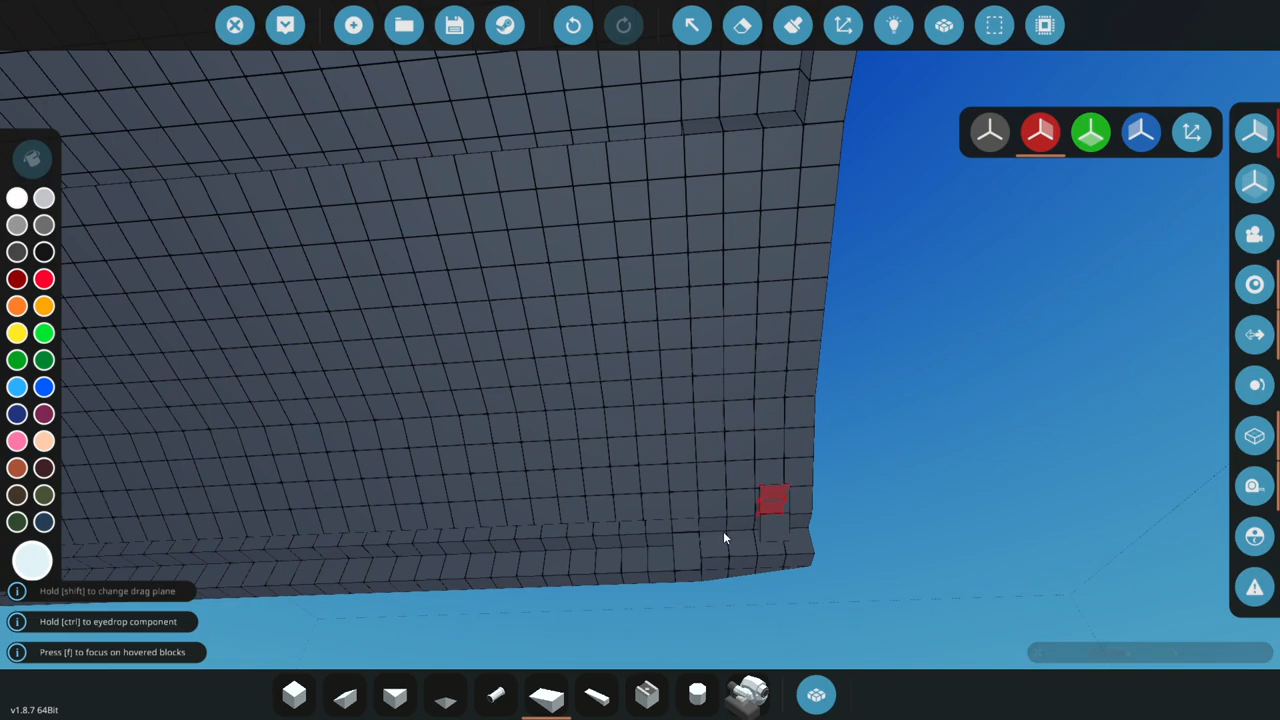 Hold [shift] to change drag plane
Hold [ctrl] to eyedrop component
Press [f] to focus on hovered blocks
v1.8.7 64Bit